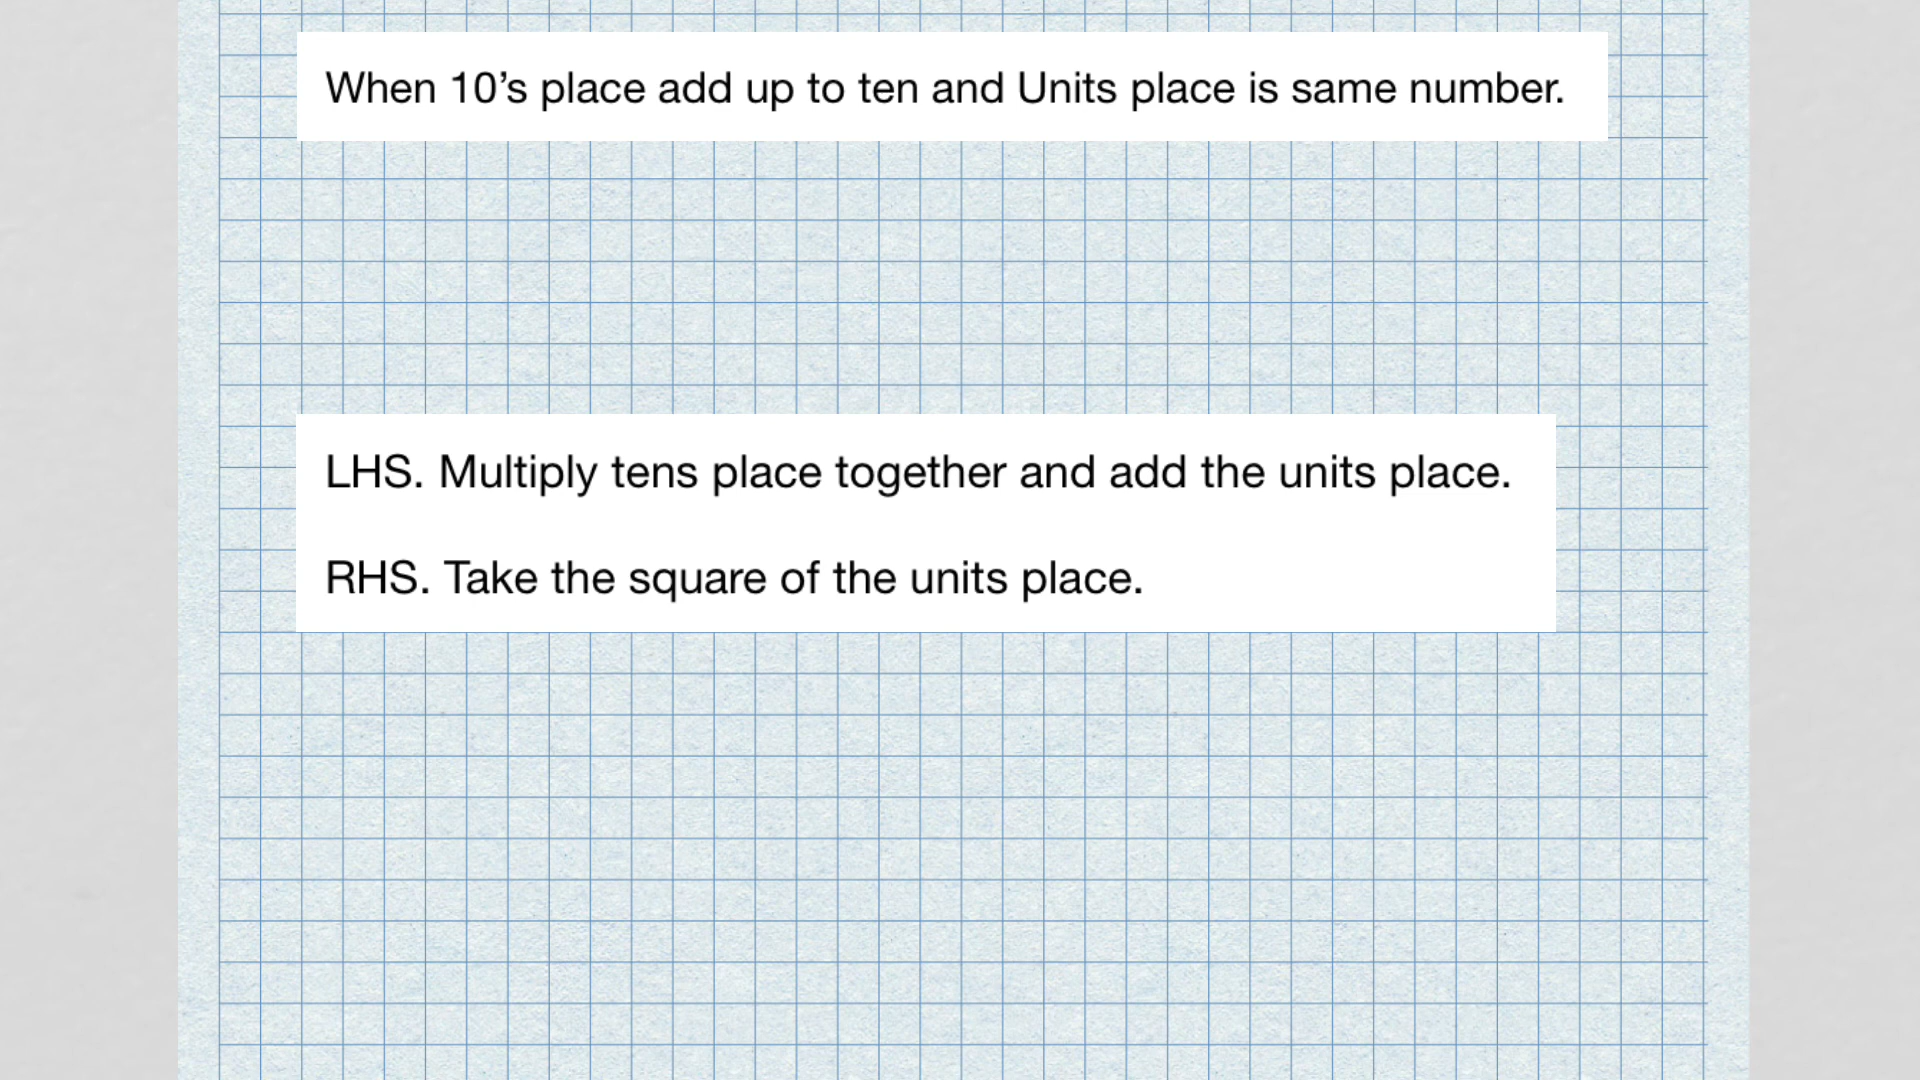 When 10’s place add up to ten and Units place is same number.
LHS. Multiply tens place together and add the units place.
RHS. Take the square of the units place.